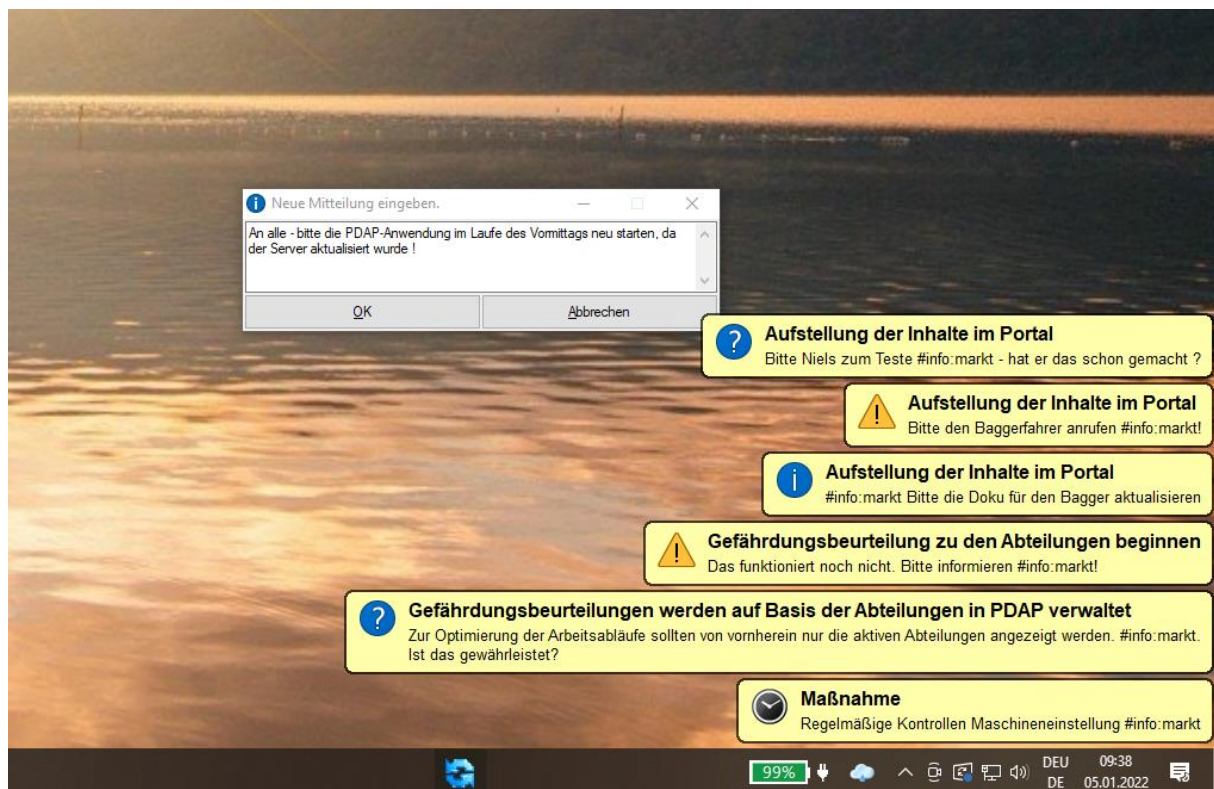 Neue Mitteilung eingeben.
An alle - bitte die PDAP-Anwendung im Laufe des Vormittags neu starten, da
der Server aktualisiert wurde !
OK
Abbrechen
Aufstellung der Inhalte im Portal
Bitte Niels zum Teste #info:markt - hat er das schon gemacht ?
Aufstellung der Inhalte im Portal
Bitte den Baggerfahrer anrufen #info:markt!
Aufstellung der Inhalte im Portal
#info:markt Bitte die Doku für den Bagger aktualisieren
Gefährdungsbeurteilung zu den Abteilungen beginnen
Das funktioniert noch nicht. Bitte informieren #info:markt!
Gefährdungsbeurteilungen werden auf Basis der Abteilungen in PDAP verwaltet
Zur Optimierung der Arbeitsabläufe sollten von vornherein nur die aktiven Abteilungen angezeigt werden. #info:markt.
Ist das gewährleistet?
Maßnahme
Regelmäßige Kontrollen Maschineneinstellung #info:markt
99%
DEU
DE
09:38
05.01.2022